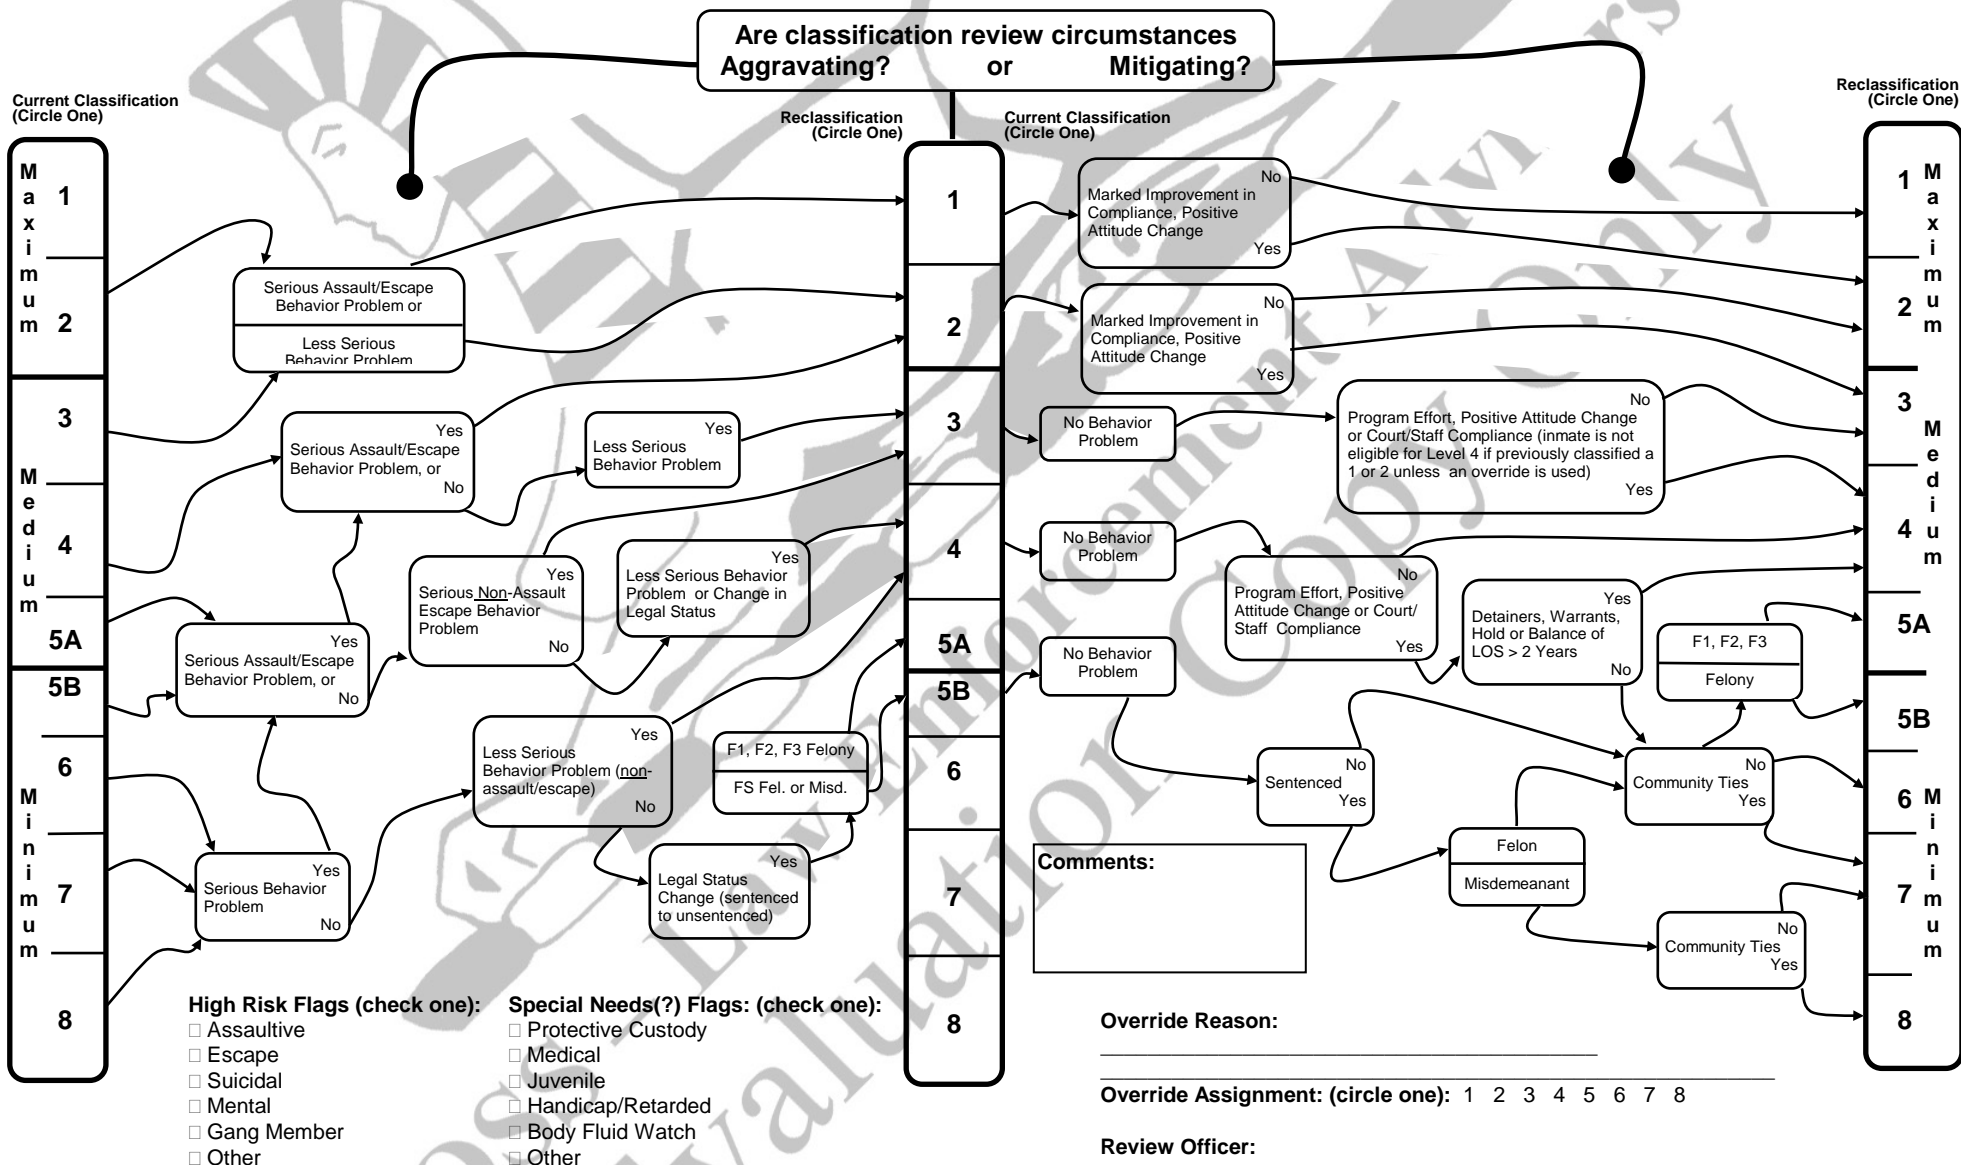 Are classification review circumstances
Aggravating? or Mitigating?
Current Classification
(Circle One)
Maximum
1
2
Medium
3
4
5A
5B
Minimum
6
7
8
Serious Assault/Escape
Behavior Problem or
Less Serious
Behavior Problem
Yes
Serious Assault/Escape
Behavior Problem, or
No
Yes
Less Serious
Behavior Problem
Yes
Serious Assault/Escape
Behavior Problem, or
No
Yes
Serious Non-Assault
Escape Behavior
Problem
No
Yes
Less Serious Behavior
Problem or Change in
Legal Status
Yes
Serious Behavior
Problem
No
Yes
Less Serious
Behavior Problem (non-
assault/escape)
No
F1, F2, F3 Felony
FS Fel. or Misd.
Yes
Legal Status
Change (sentenced
to unsentenced)
Reclassification
(Circle One)
Current Classification
(Circle One)
1
2
3
4
5A
5B
6
7
8
No
Marked Improvement in
Compliance, Positive
Attitude Change
Yes
No
Marked Improvement in
Compliance, Positive
Attitude Change
Yes
No Behavior
Problem
No
Program Effort, Positive Attitude Change
or Court/Staff Compliance (inmate is not
eligible for Level 4 if previously classified a
1 or 2 unless an override is used)
Yes
No Behavior
Problem
No
Program Effort, Positive
Attitude Change or Court/
Staff Compliance
Yes
Yes
Detainers, Warrants,
Hold or Balance of
LOS > 2 Years
No
F1, F2, F3
Felony
No Behavior
Problem
No
Sentenced
Yes
No
Community Ties
Yes
Felon
Misdemeanant
No
Community Ties
Yes
Reclassification
(Circle One)
Maximum
1
2
Medium
3
4
5A
5B
Minimum
6
7
8
Comments:
High Risk Flags (check one):
□ Assaultive
□ Escape
□ Suicidal
□ Mental
□ Gang Member
□ Other
Special Needs(?) Flags: (check one):
□ Protective Custody
□ Medical
□ Juvenile
□ Handicap/Retarded
□ Body Fluid Watch
□ Other
Override Reason:
Override Assignment: (circle one): 1 2 3 4 5 6 7 8
Review Officer:
Law Enforcement
Copy Only